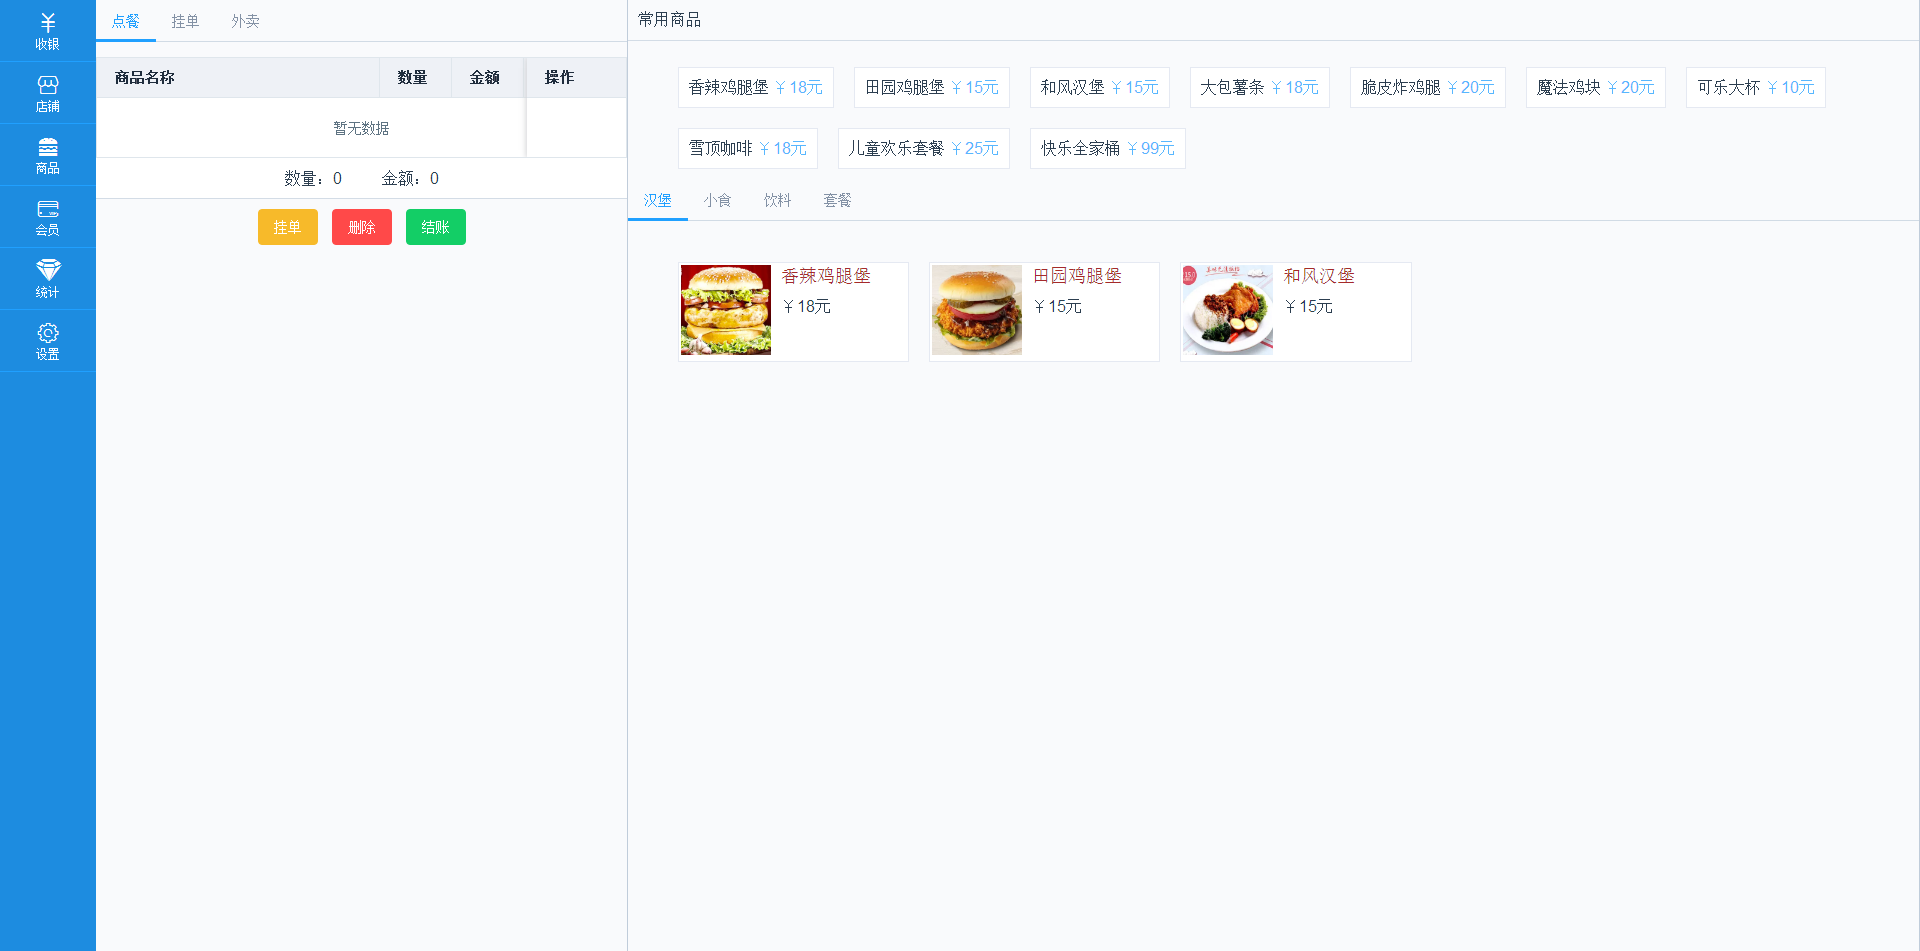 收银
店铺
商品
会员
统计
设置
点餐 挂单 外卖
商品名称 数量 金额 操作
暂无数据
数量：0 金额：0
挂单 删除 结账
常用商品
香辣鸡腿堡 ￥18元 田园鸡腿堡 ￥15元 和风汉堡 ￥15元 大包薯条 ￥18元 脆皮炸鸡腿 ￥20元 魔法鸡块 ￥20元 可乐大杯 ￥10元
雪顶咖啡 ￥18元 儿童欢乐套餐 ￥25元 快乐全家桶 ￥99元
汉堡 小食 饮料 套餐
香辣鸡腿堡
￥18元
田园鸡腿堡
￥15元
和风汉堡
￥15元